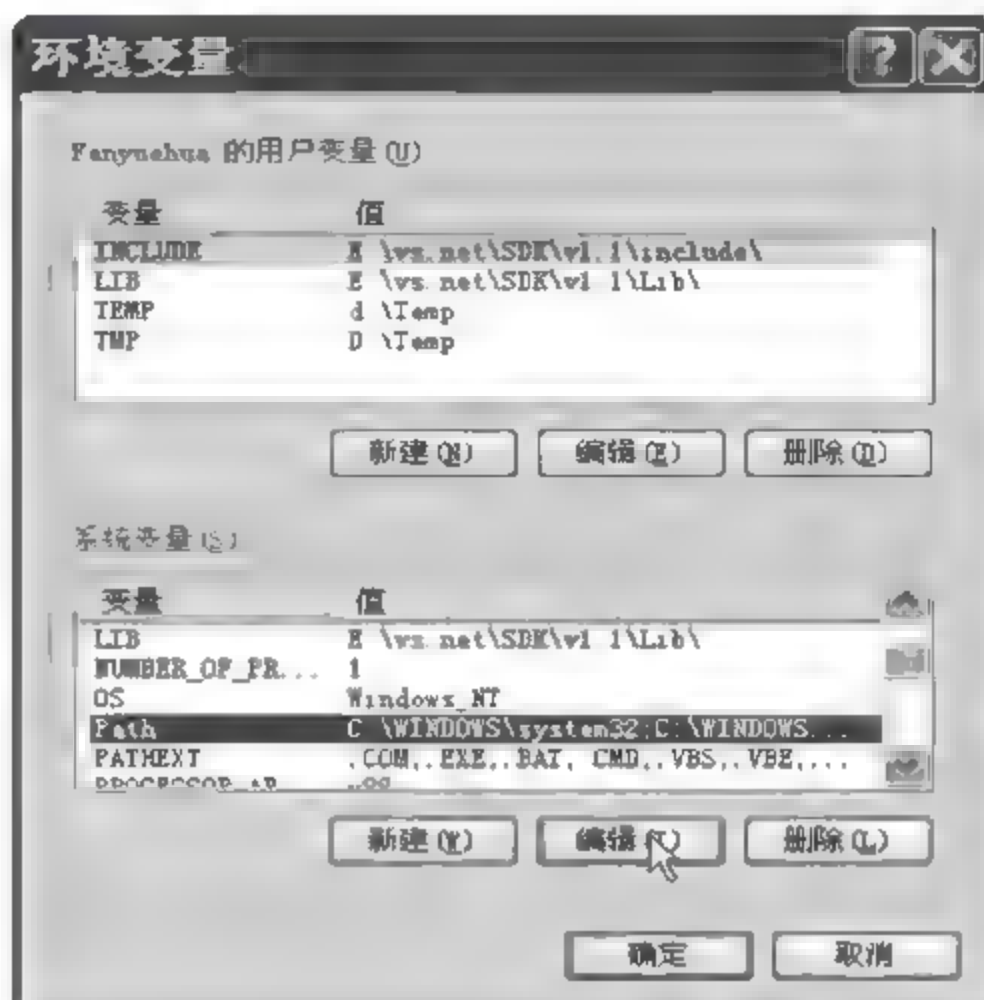 环境变量
Fanyuehua 的用户变量(U)
变量 值
INCLUDE E \vs.net\SDK\v1.1\include\
LIB E \vs.net\SDK\v1 1\Lib\
TEMP d \Temp
TMP D \Temp
新建(N) 编辑(E) 删除(D)
系统变量(S)
变量 值
LIB E \vs.net\SDK\v1 1\Lib\
NUMBER_OF_PR... 1
OS Windows_NT
Path C \WINDOWS\system32;C:\WINDOWS...
PATHEXT .COM;.EXE;.BAT; CMD;.VBS;.VBE;...
PROCESSOR_AR x86
新建(W) 编辑(I) 删除(L)
确定 取消